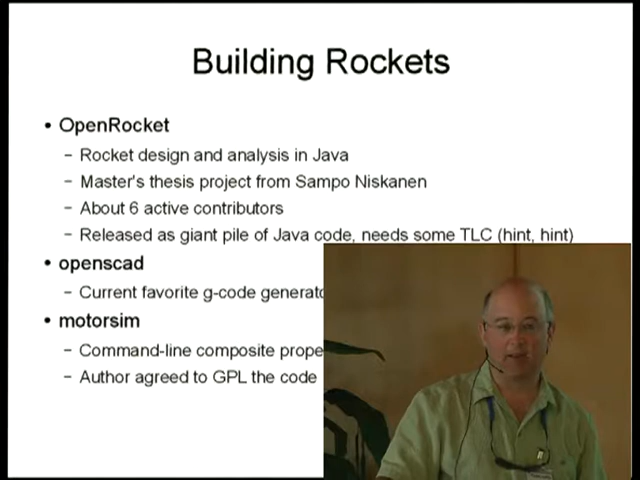 Building Rockets
• OpenRocket
– Rocket design and analysis in Java
– Master's thesis project from Sampo Niskanen
– About 6 active contributors
– Released as giant pile of Java code, needs some TLC (hint, hint)
• openscad
– Current favorite g-code
• motorsim
– Command-line composite
– Author agreed to GPL the code